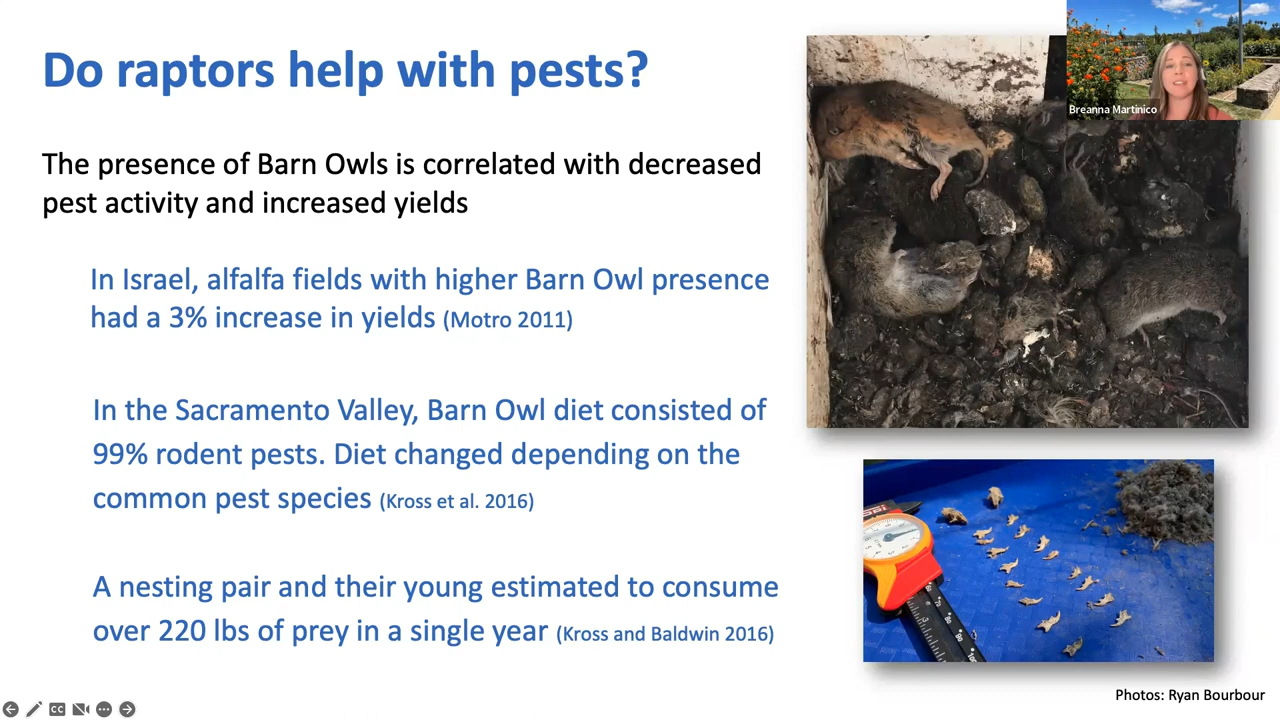 Do raptors help with pests?
Breanna Martinico
The presence of Barn Owls is correlated with decreased
pest activity and increased yields
In Israel, alfalfa fields with higher Barn Owl presence
had a 3% increase in yields (Motro 2011)
In the Sacramento Valley, Barn Owl diet consisted of
99% rodent pests. Diet changed depending on the
common pest species (Kross et al. 2016)
A nesting pair and their young estimated to consume
over 220 lbs of prey in a single year (Kross and Baldwin 2016)
Photos: Ryan Bourbour
CC